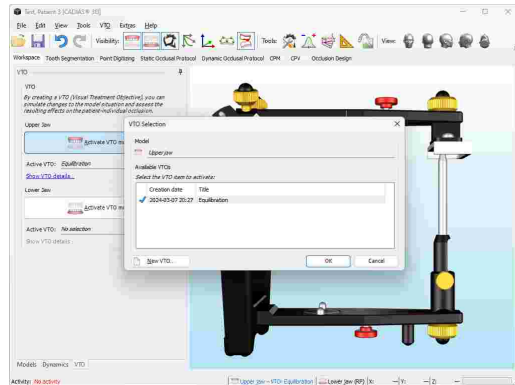 Test, Patient 3 [CADIAS® 3D]
File Edit View Tools VTO Extras Help
Visibility: Tools: View:
Workspace Tooth Segmentation Point Digitizing Static Occlusal Protocol Dynamic Occlusal Protocol CPM CPV Occlusion Design
VTO
VTO
By creating a VTO (Visual Treatment Objective), you can
simulate changes to the model situation and assess the
resulting effects on the patient-individual occlusion.
Upper Jaw
Activate VTO m
Active VTO: Equilibration
Show VTO details...
Lower Jaw
Activate VTO m
Active VTO: No selection
Show VTO details...
VTO Selection
Model
Upper jaw
Available VTOs
Select the VTO item to activate:
Creation date Title
2024-03-07 20:27 Equilibration
New VTO...
OK Cancel
Models Dynamics VTO
Activity: No activity
Upper jaw - VTO: Equilibration Lower jaw (RP) X: — Y: — Z: —